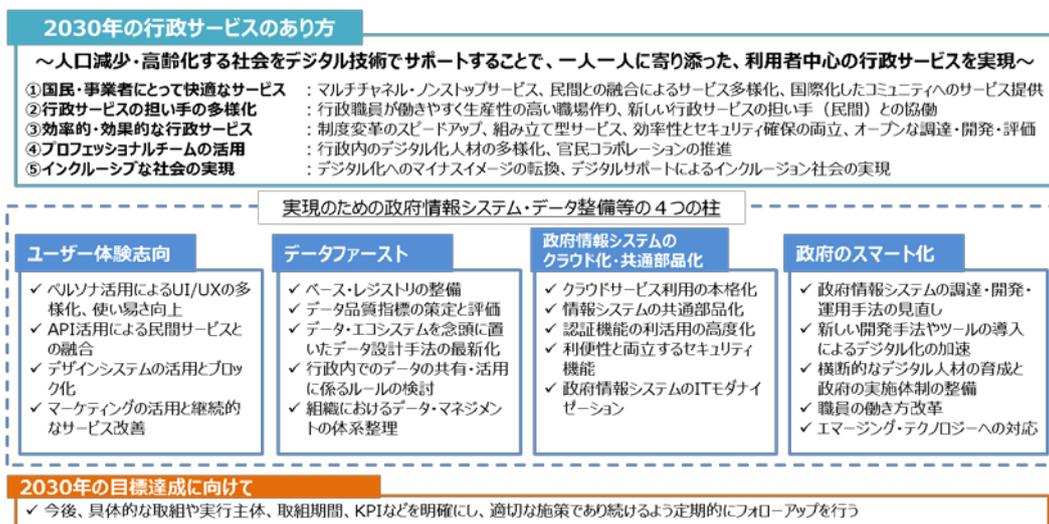 2030年の行政サービスのあり方
～人口減少・高齢化する社会をデジタル技術でサポートすることで、一人一人に寄り添った、利用者中心の行政サービスを実現～
①国民・事業者にとって快適なサービス ：マルチチャネル・ノンストップサービス、民間との融合によるサービス多様化、国際化したコミュニティへのサービス提供
②行政サービスの担い手の多様化 ：行政職員が働きやすく生産性の高い職場作り、新しい行政サービスの担い手（民間）との協働
③効率的・効果的な行政サービス ：制度変革のスピードアップ、組み立て型サービス、効率性とセキュリティ確保の両立、オープンな調達・開発・評価
④プロフェッショナルチームの活用 ：行政内のデジタル化人材の多様化、官民コラボレーションの推進
⑤インクルーシブな社会の実現 ：デジタル化へのマイナスイメージの転換、デジタルサポートによるインクルージョン社会の実現
実現のための政府情報システム・データ整備等の４つの柱
ユーザー体験志向
✓ ペルソナ活用によるUI/UXの多
様化、使い易さ向上
✓ API活用による民間サービスと
の融合
✓ デザインシステムの活用とブロッ
ク化
✓ マーケティングの活用と継続的
なサービス改善
データファースト
✓ ベース・レジストリの整備
✓ データ品質指標の策定と評価
✓ データ・エコシステムを念頭に置
いたデータ設計手法の最新化
✓ 行政内でのデータの共有・活用
に係るルールの検討
✓ 組織におけるデータ・マネジメン
トの体系整理
政府情報システムの
クラウド化・共通部品化
✓ クラウドサービス利用の本格化
✓ 情報システムの共通部品化
✓ 認証機能の利活用の高度化
✓ 利便性と両立するセキュリティ
機能
✓ 政府情報システムのITモダナイ
ゼーション
政府のスマート化
✓ 政府情報システムの調達・開発・
運用手法の見直し
✓ 新しい開発手法やツールの導入
によるデジタル化の加速
✓ 横断的なデジタル人材の育成と
政府の実施体制の整備
✓ 職員の働き方改革
✓ エマージング・テクノロジーへの対応
2030年の目標達成に向けて
✓ 今後、具体的な取組や実行主体、取組期間、KPIなどを明確にし、適切な施策であり続けるよう定期的にフォローアップを行う